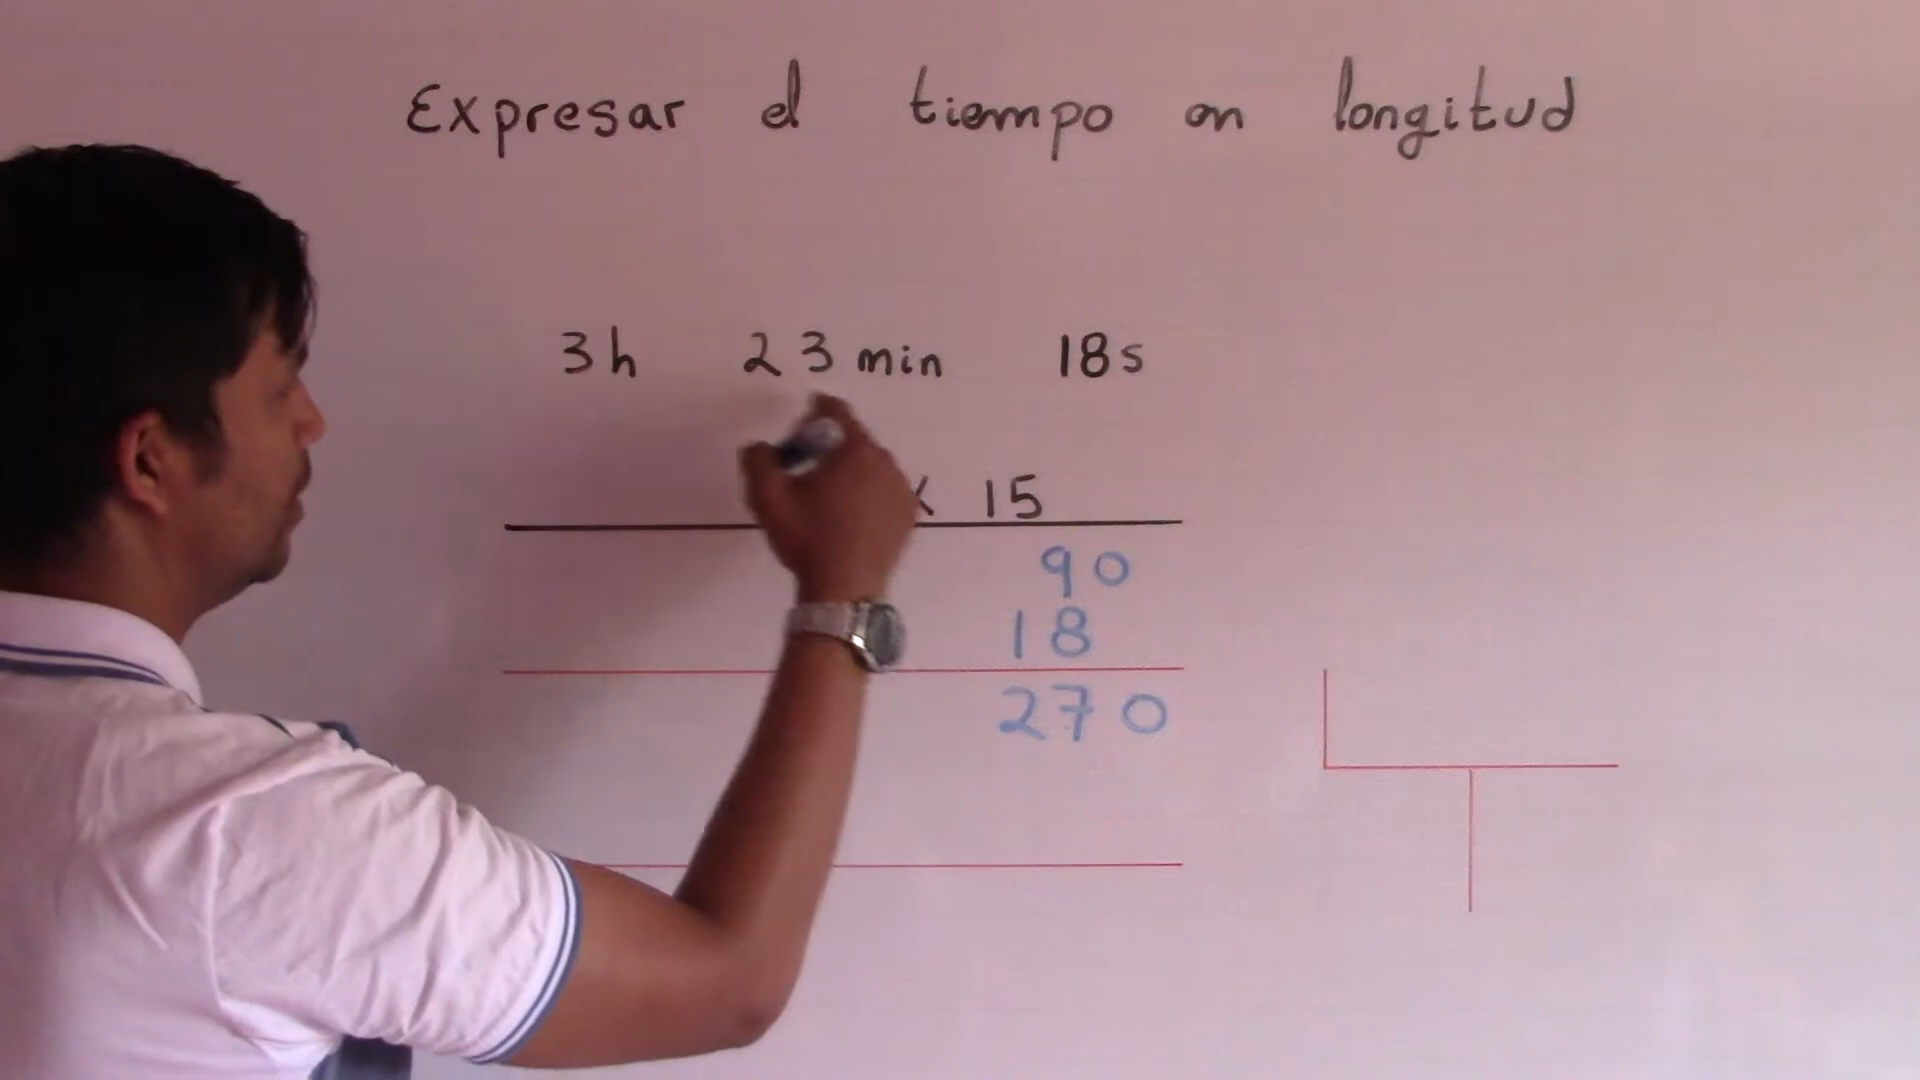 Expresar el tiempo en longitud
3h 23 min 18s
x 15
90
18
270